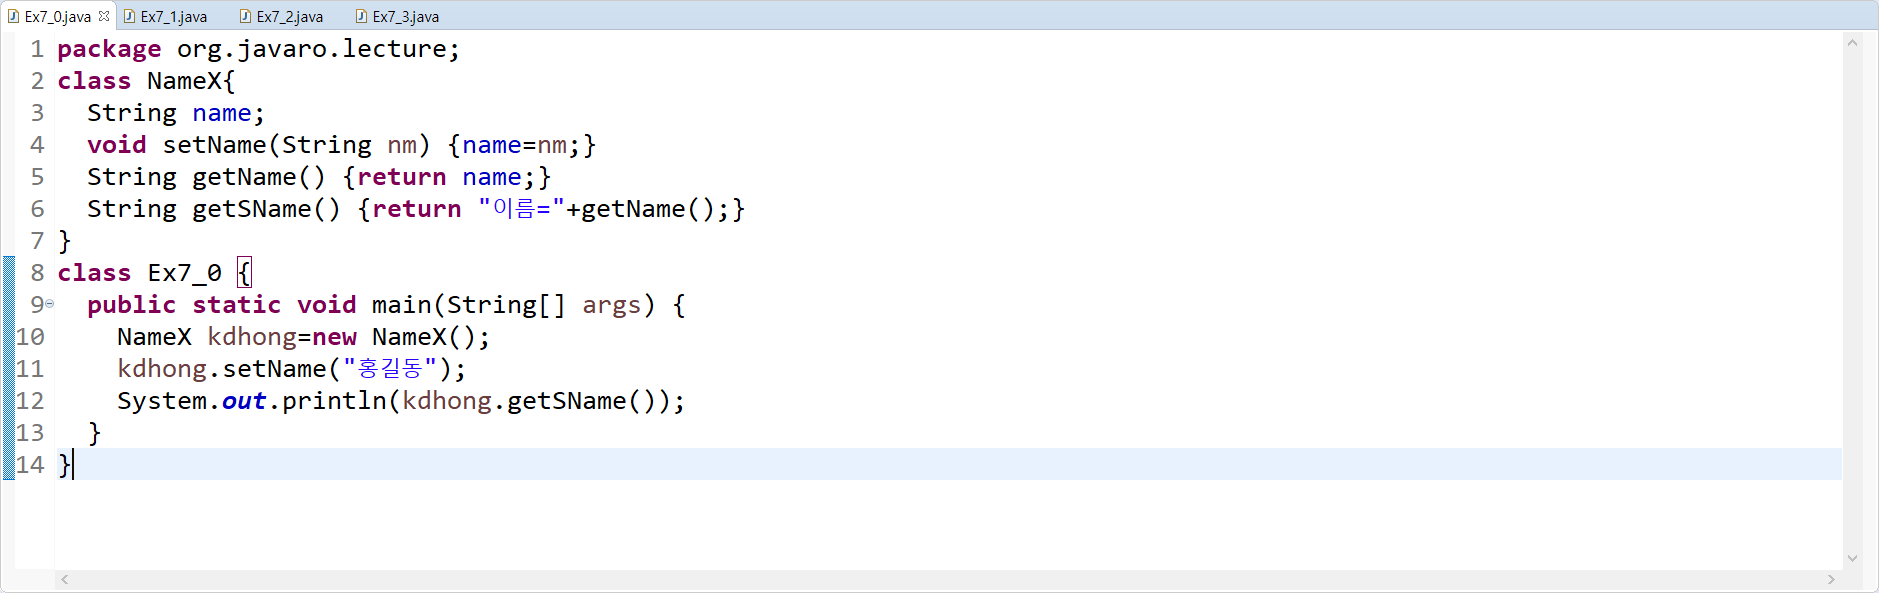 Ex7_0.java Ex7_1.java Ex7_2.java Ex7_3.java
1 package org.javaro.lecture;
2 class NameX{
3   String name;
4   void setName(String nm) {name=nm;}
5   String getName() {return name;}
6   String getSName() {return "이름="+getName();}
7 }
8 class Ex7_0 {
9   public static void main(String[] args) {
10     NameX kdhong=new NameX();
11     kdhong.setName("홍길동");
12     System.out.println(kdhong.getSName());
13   }
14 }